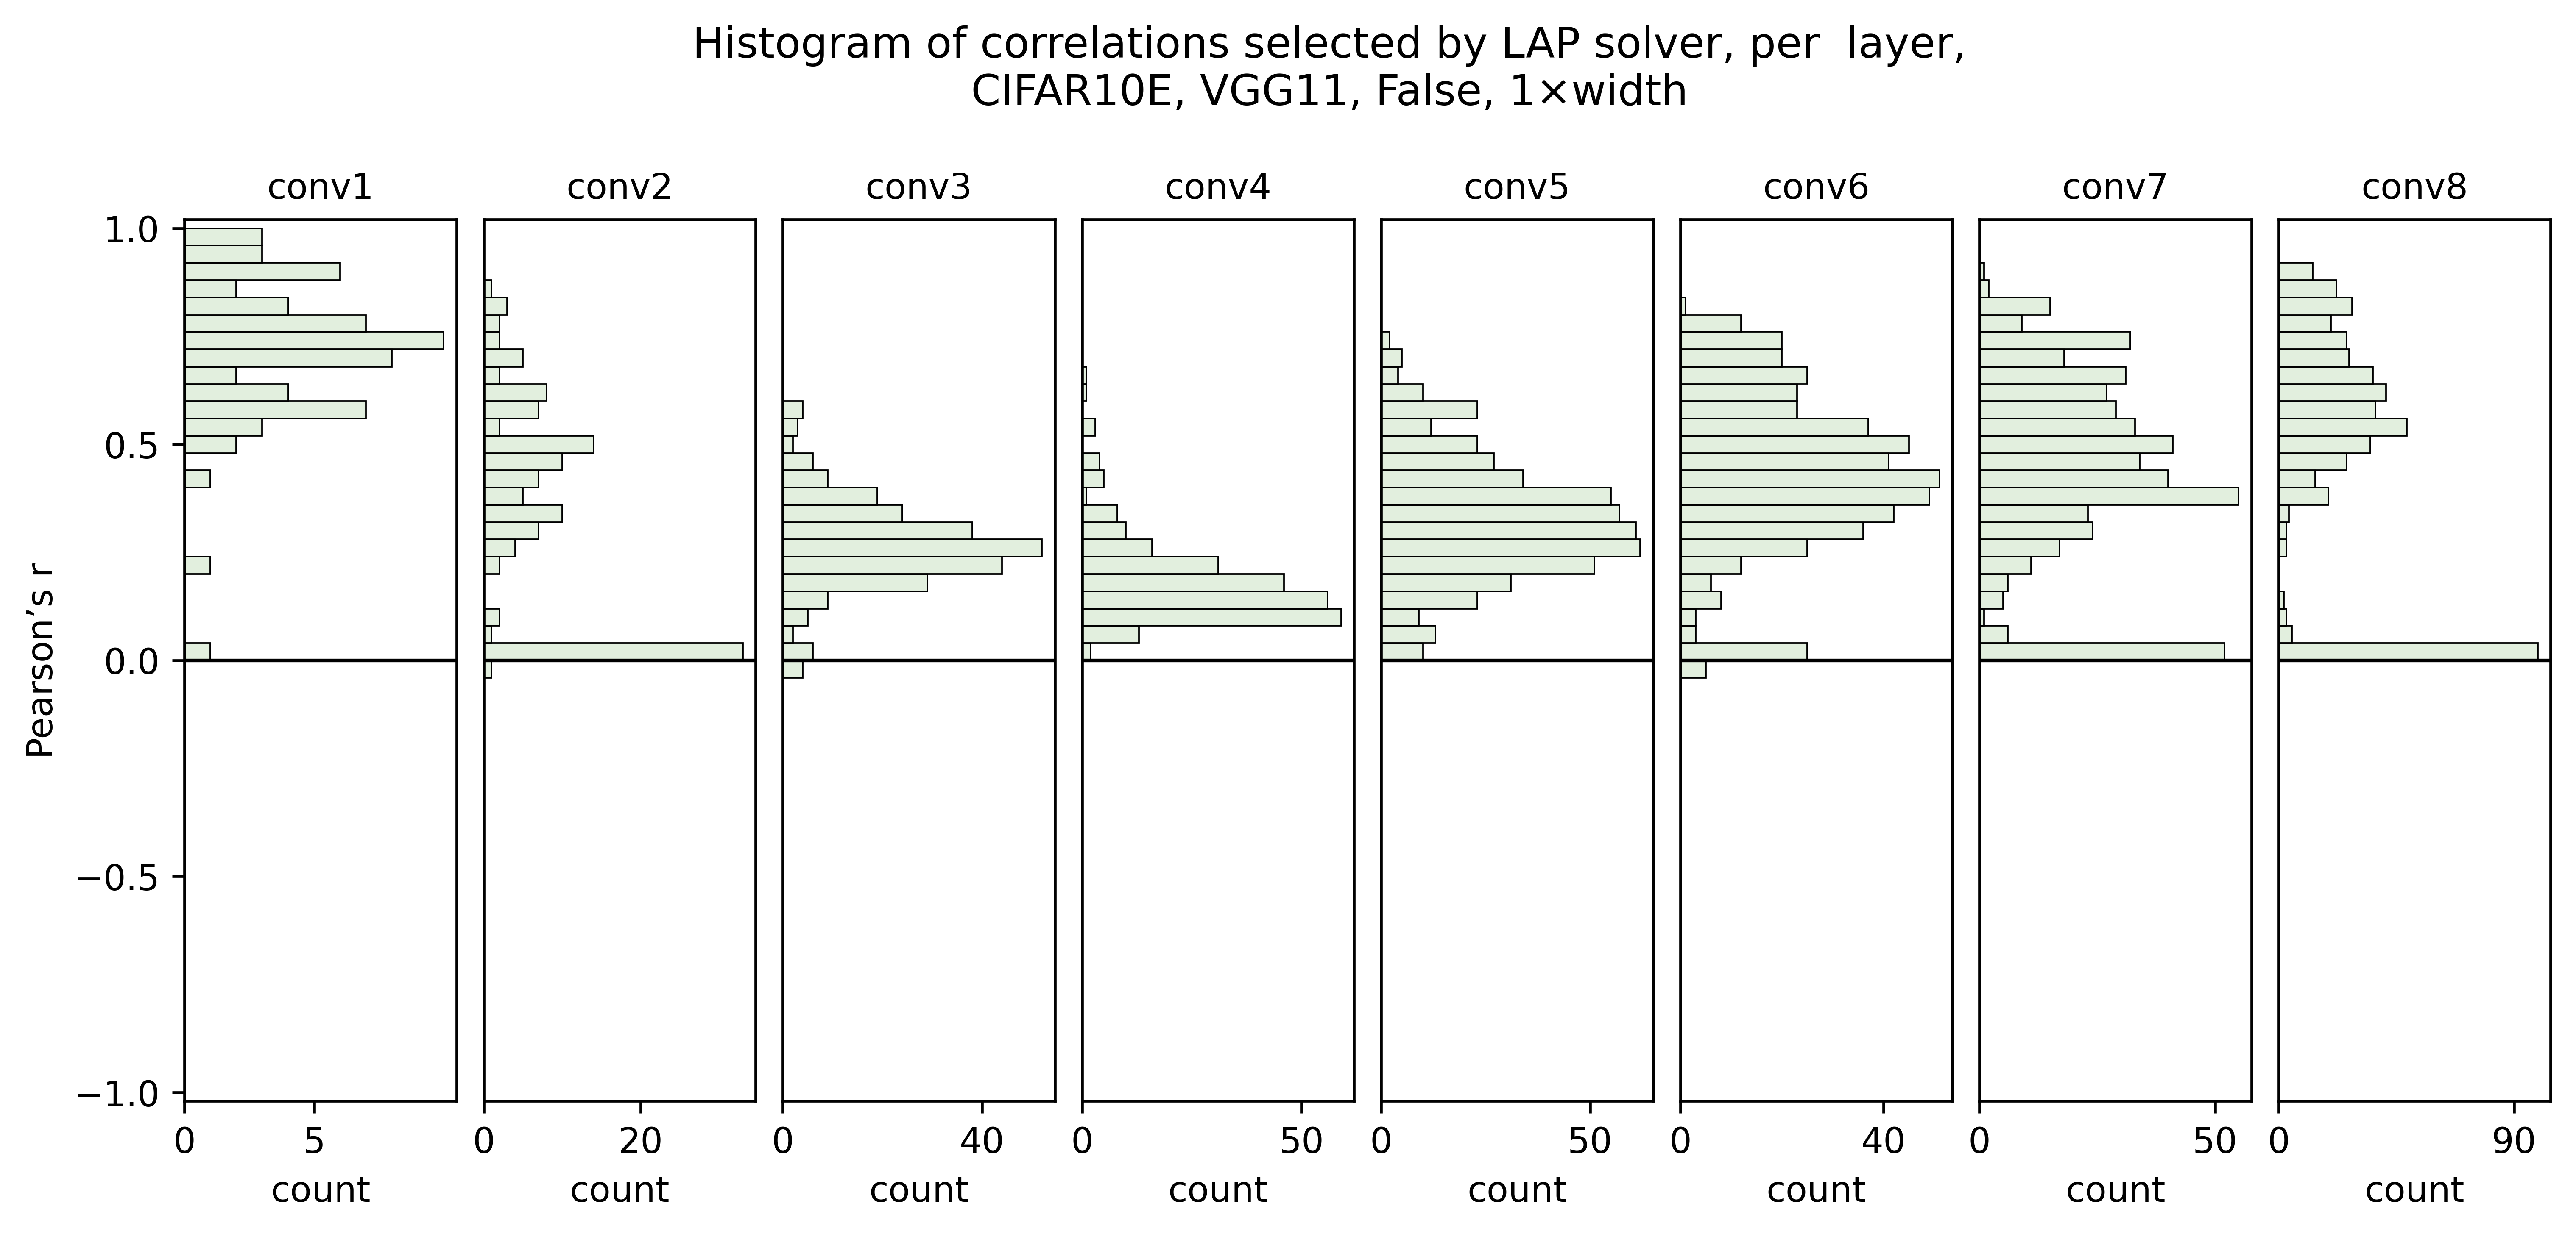 Histogram of correlations selected by LAP solver, per  layer,
CIFAR10E, VGG11, False, 1×width
conv1 conv2 conv3 conv4 conv5 conv6 conv7 conv8
Pearson’s r
1.0
0.5
0.0
−0.5
−1.0
0 5 0 20 0 40 0 50 0 50 0 40 0 50 0 90
count count count count count count count count